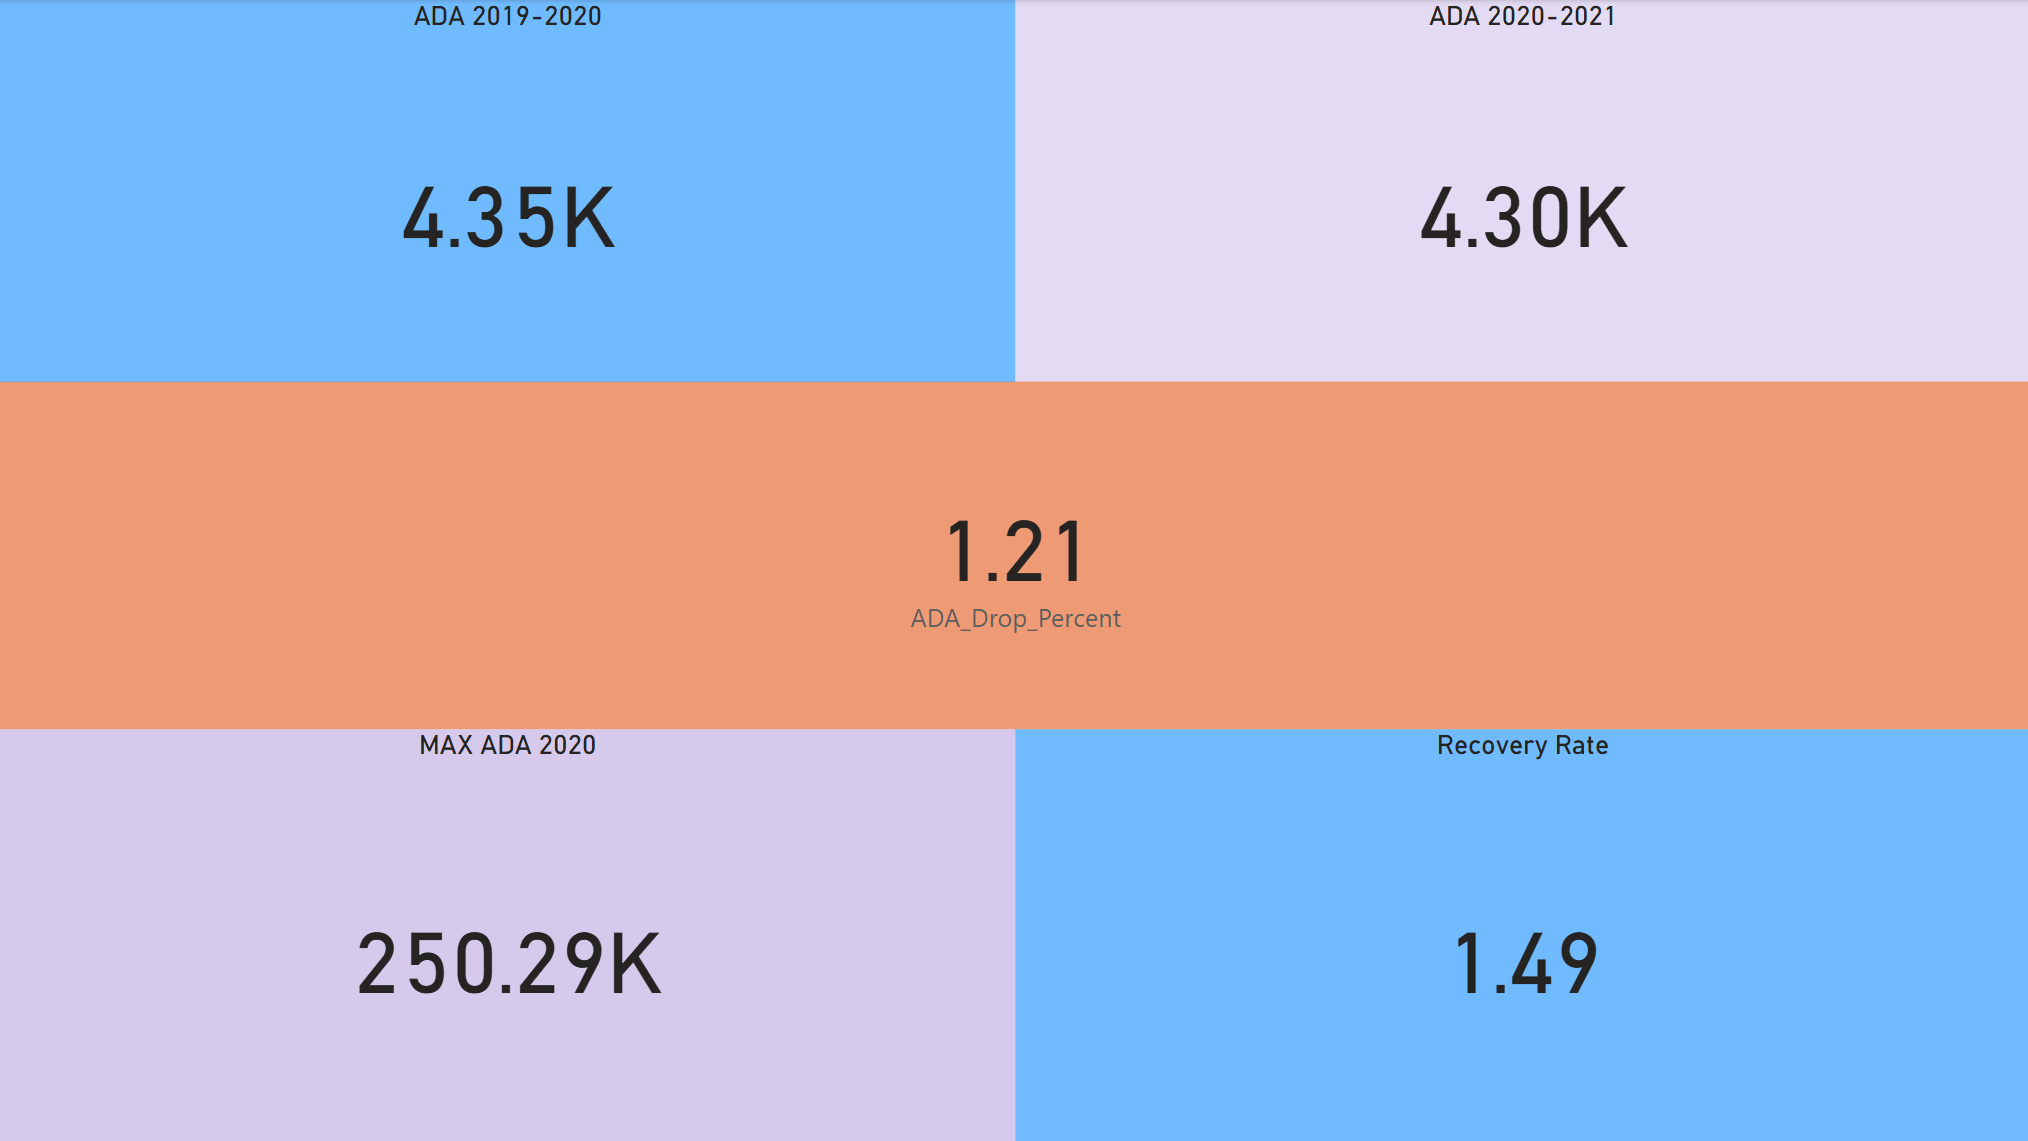 ADA 2019-2020
4.35K
ADA 2020-2021
4.30K
1.21
ADA_Drop_Percent
MAX ADA 2020
250.29K
Recovery Rate
1.49